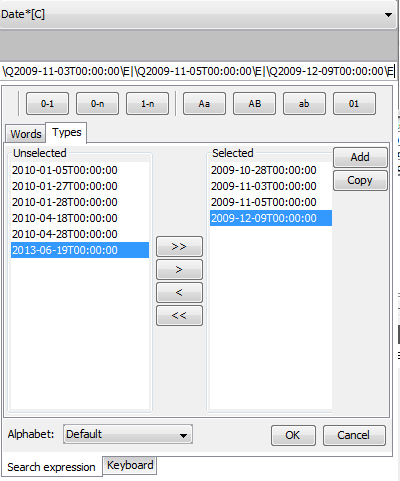 Date*[C]
\Q2009-11-03T00:00:00\E|\Q2009-11-05T00:00:00\E|\Q2009-12-09T00:00:00\E
0-1 0-n 1-n Aa AB ab 01
Words Types
Unselected Selected
2010-01-05T00:00:00
2010-01-27T00:00:00
2010-01-28T00:00:00
2010-04-18T00:00:00
2010-04-28T00:00:00
2013-06-19T00:00:00
>>
>
<
<<
2009-10-28T00:00:00
2009-11-03T00:00:00
2009-11-05T00:00:00
2009-12-09T00:00:00
Add
Copy
Alphabet: Default OK Cancel
Search expression Keyboard